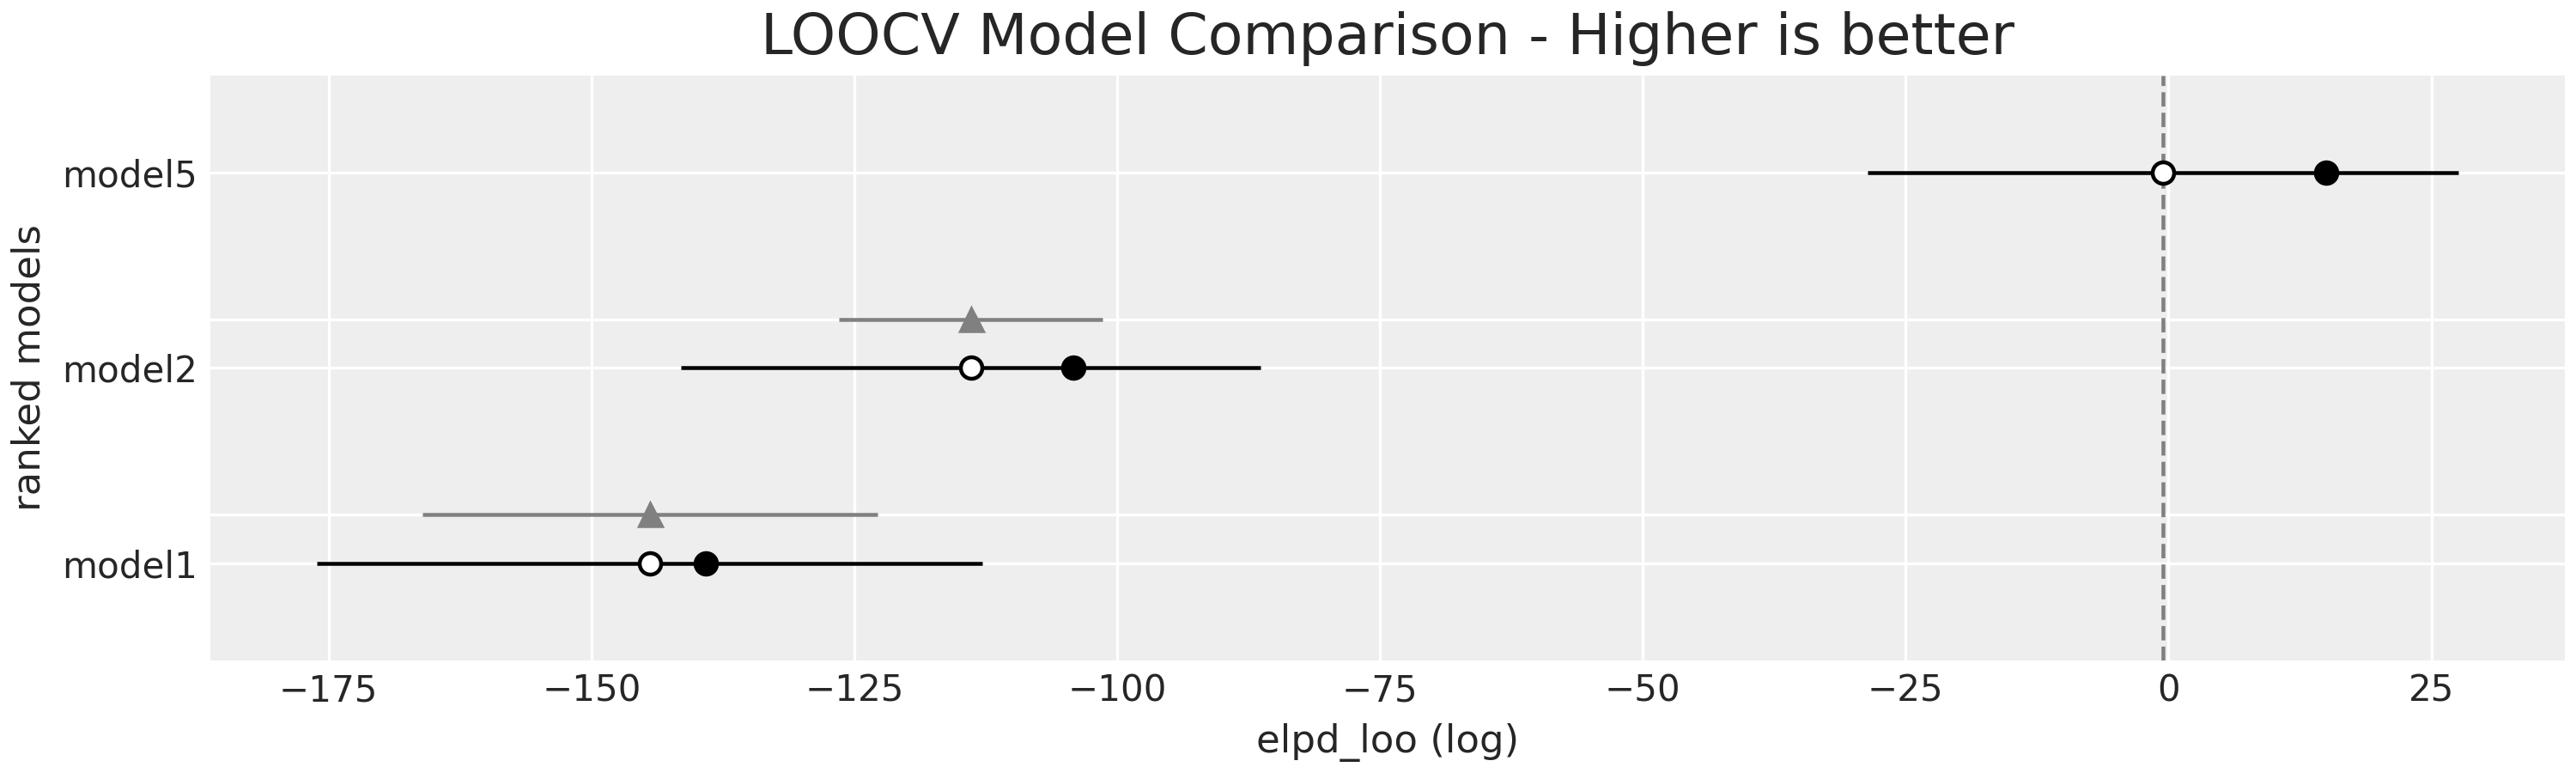 LOOCV Model Comparison - Higher is better
ranked models
model5
model2
model1
−175
−150
−125
−100
−75
−50
−25
0
25
elpd_loo (log)